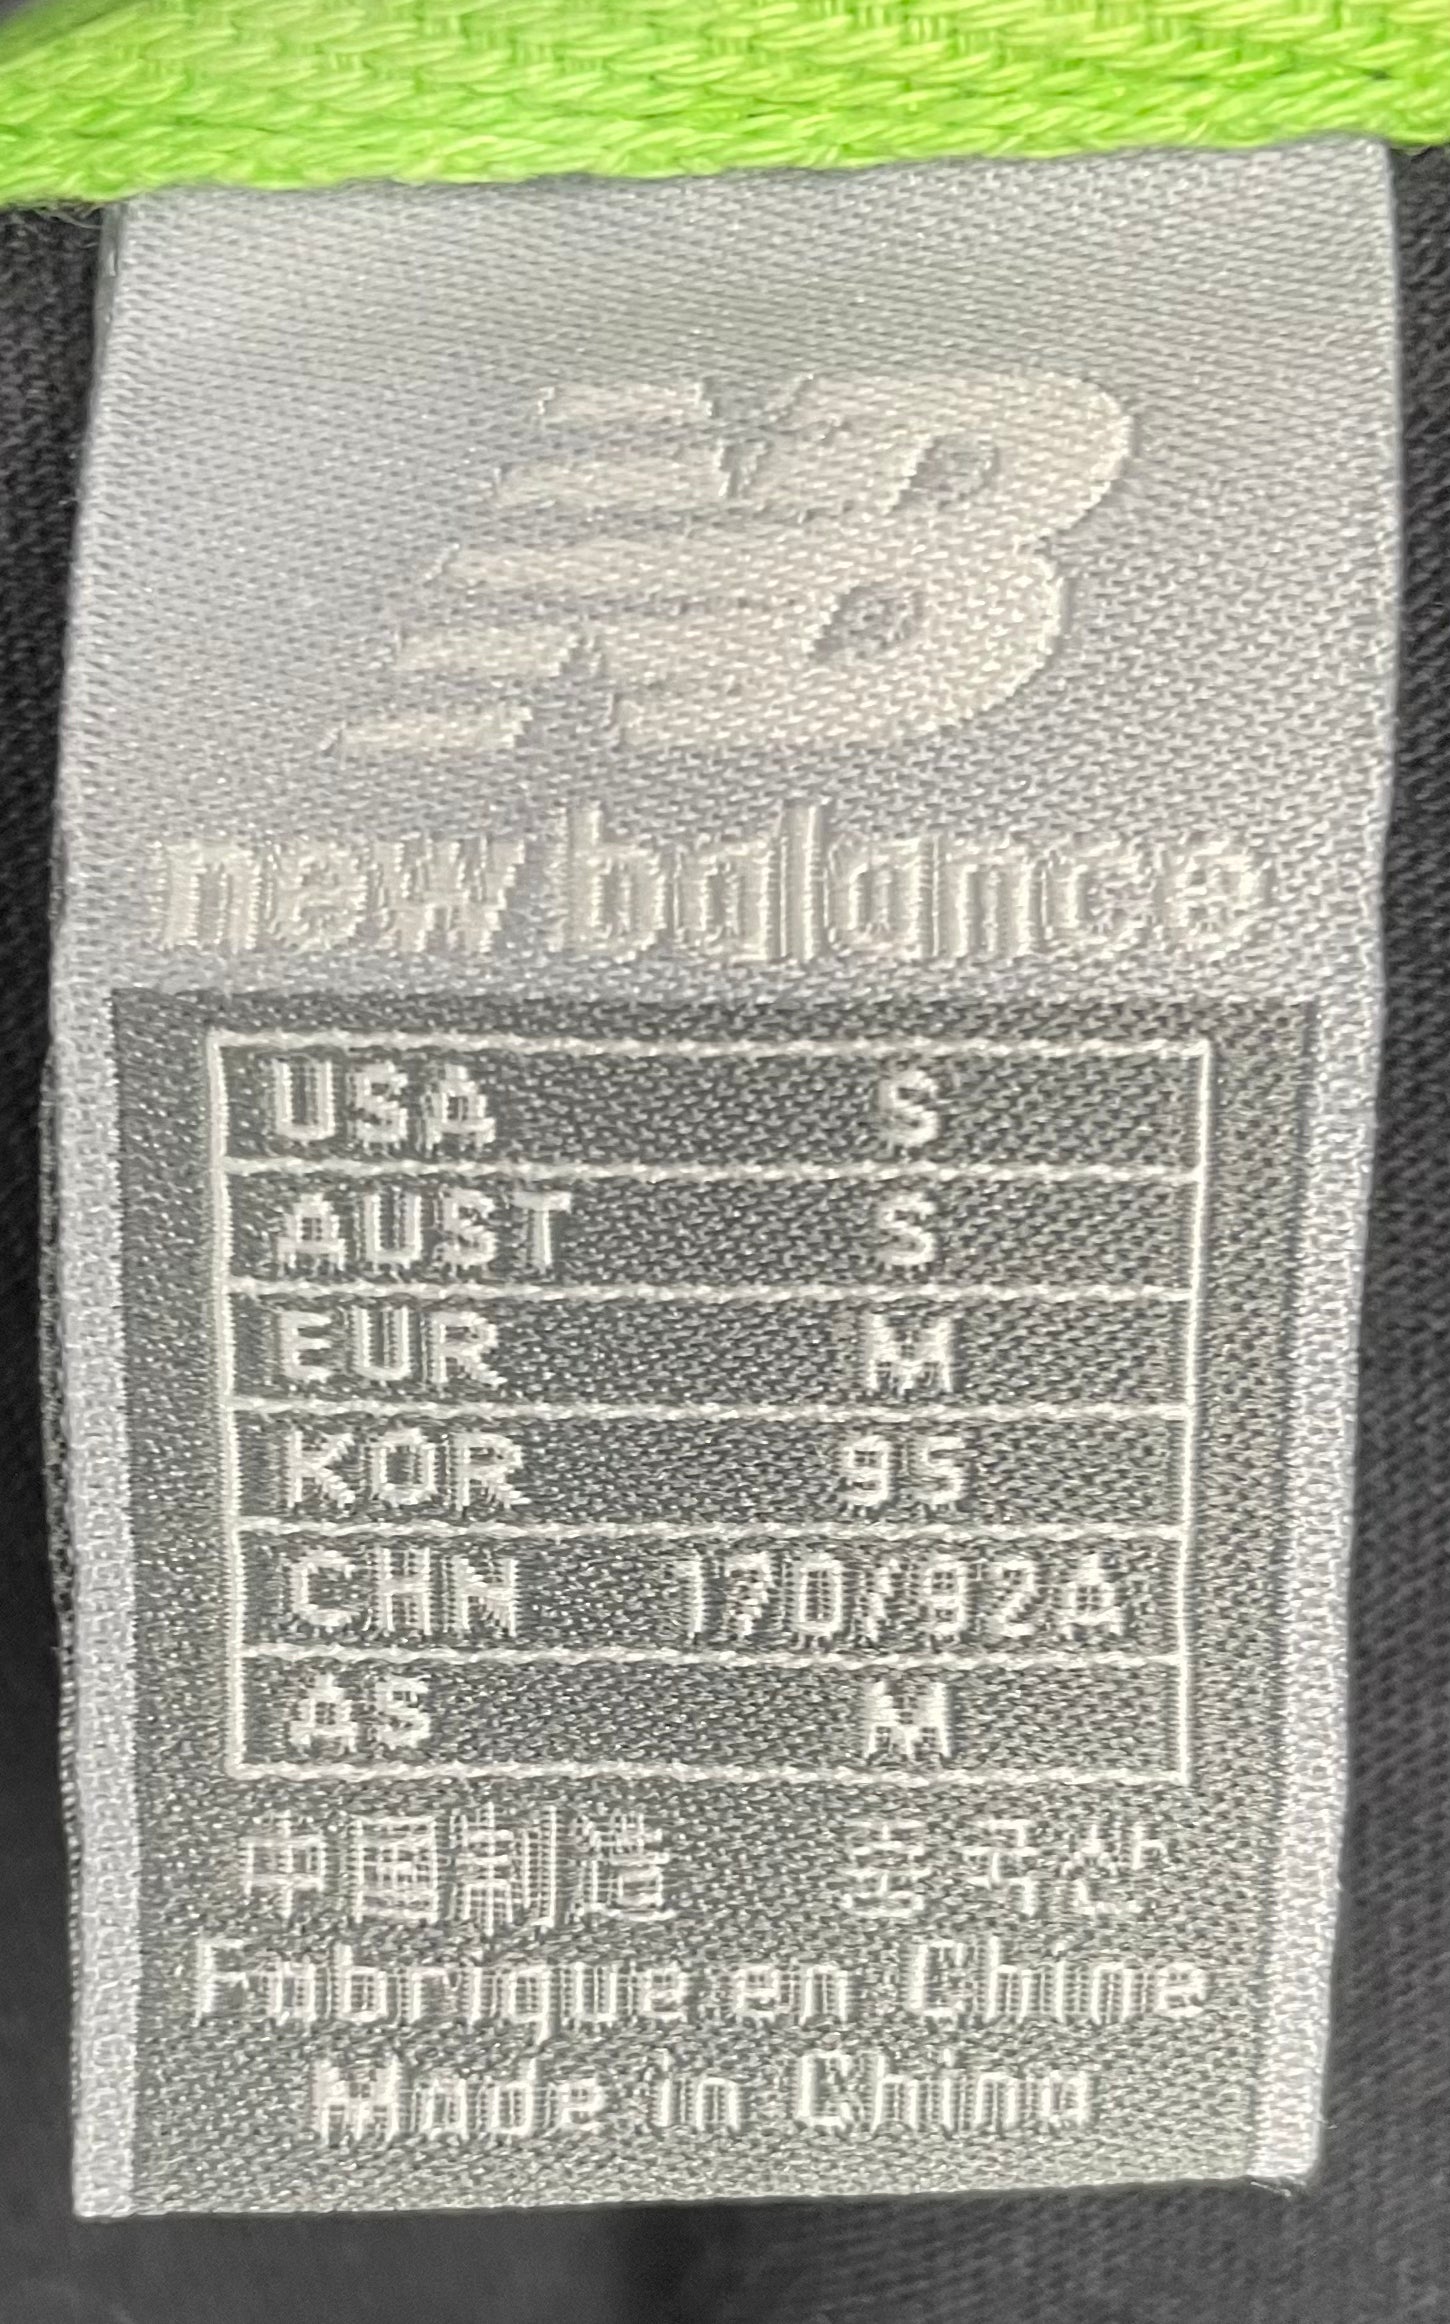 new balance
USA S
AUST S
EUR M
KOR 95
CHN 170/92A
AS M
中国制造 중국산
Fabrique en Chine
Made in China